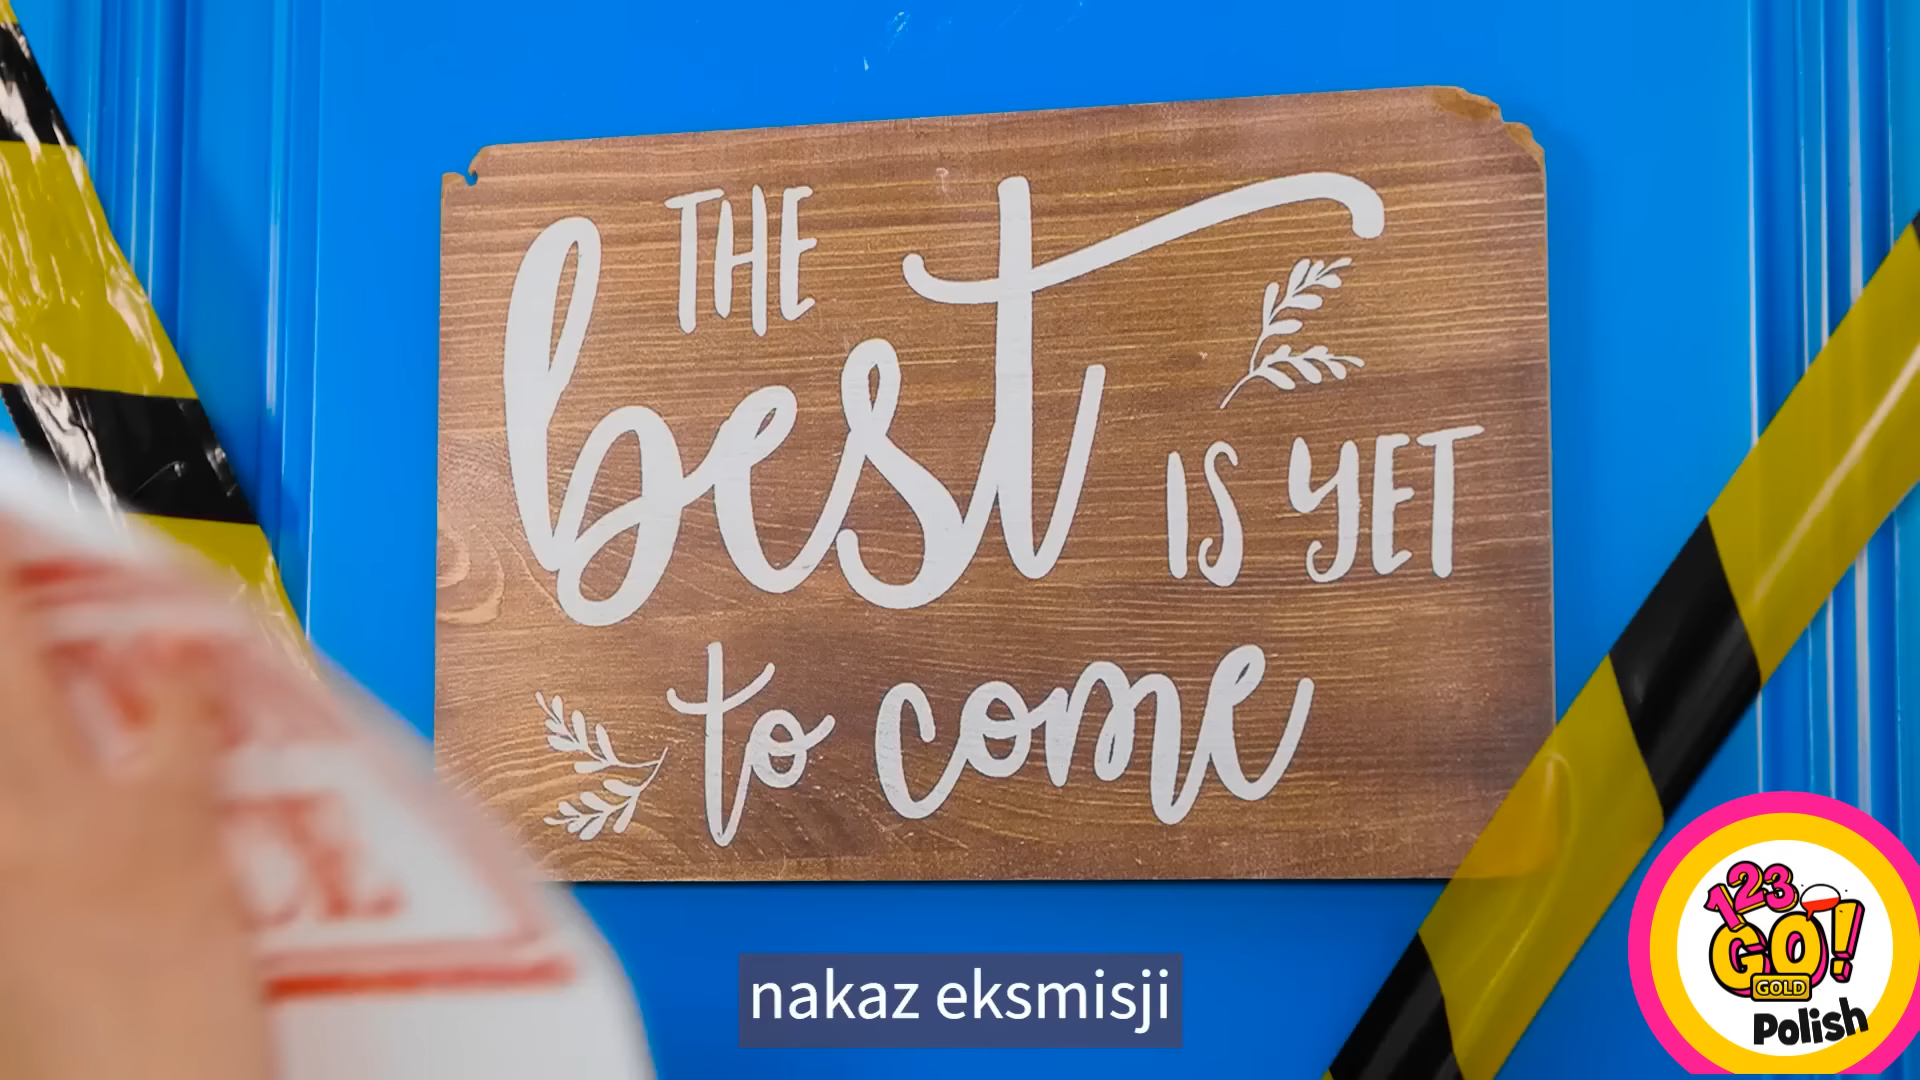 THE
best
IS YET
to come
nakaz eksmisji
123
GO!
GOLD
Polish